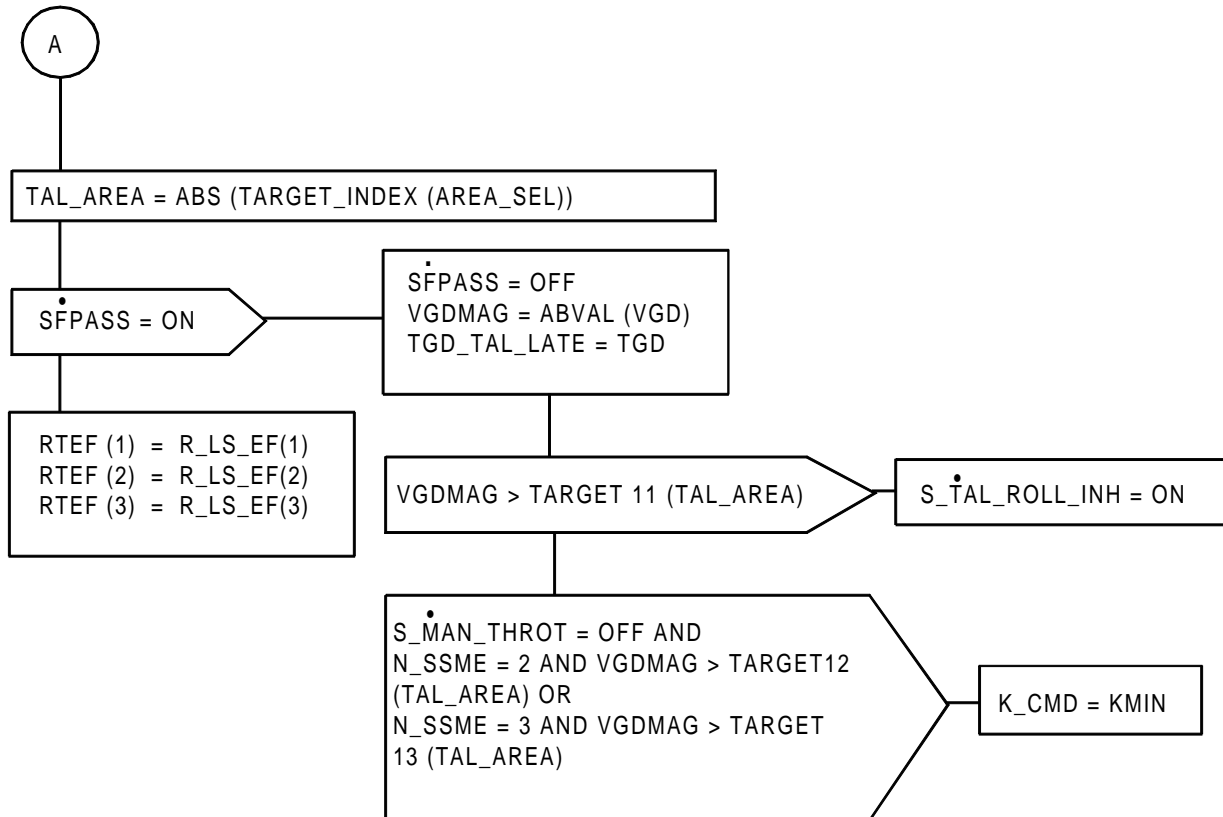 A
TAL_AREA = ABS (TARGET_INDEX (AREA_SEL))
SFPASS = ON
SFPASS = OFF
VGDMAG = ABVAL (VGD)
TGD_TAL_LATE = TGD
RTEF (1) = R_LS_EF(1)
RTEF (2) = R_LS_EF(2)
RTEF (3) = R_LS_EF(3)
VGDMAG > TARGET 11 (TAL_AREA)
S_TAL_ROLL_INH = ON
S_MAN_THROT = OFF AND
N_SSME = 2 AND VGDMAG > TARGET12
(TAL_AREA) OR
N_SSME = 3 AND VGDMAG > TARGET
13 (TAL_AREA)
K_CMD = KMIN